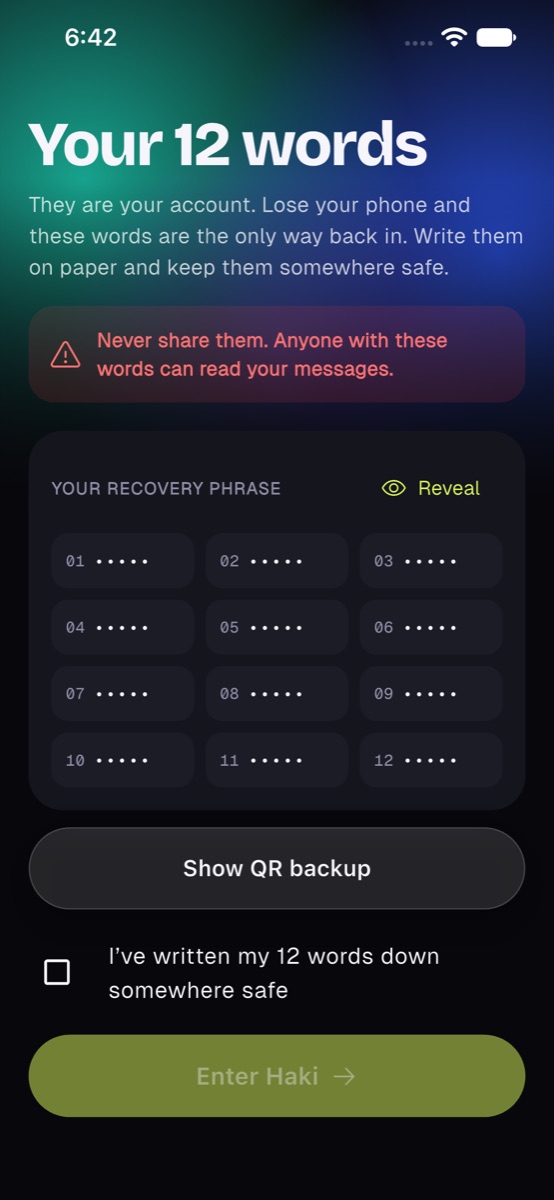 6:42
Your 12 words
They are your account. Lose your phone and
these words are the only way back in. Write them
on paper and keep them somewhere safe.
Never share them. Anyone with these
words can read your messages.
YOUR RECOVERY PHRASE Reveal
01 ••••• 02 ••••• 03 •••••
04 ••••• 05 ••••• 06 •••••
07 ••••• 08 ••••• 09 •••••
10 ••••• 11 ••••• 12 •••••
Show QR backup
I’ve written my 12 words down
somewhere safe
Enter Haki →